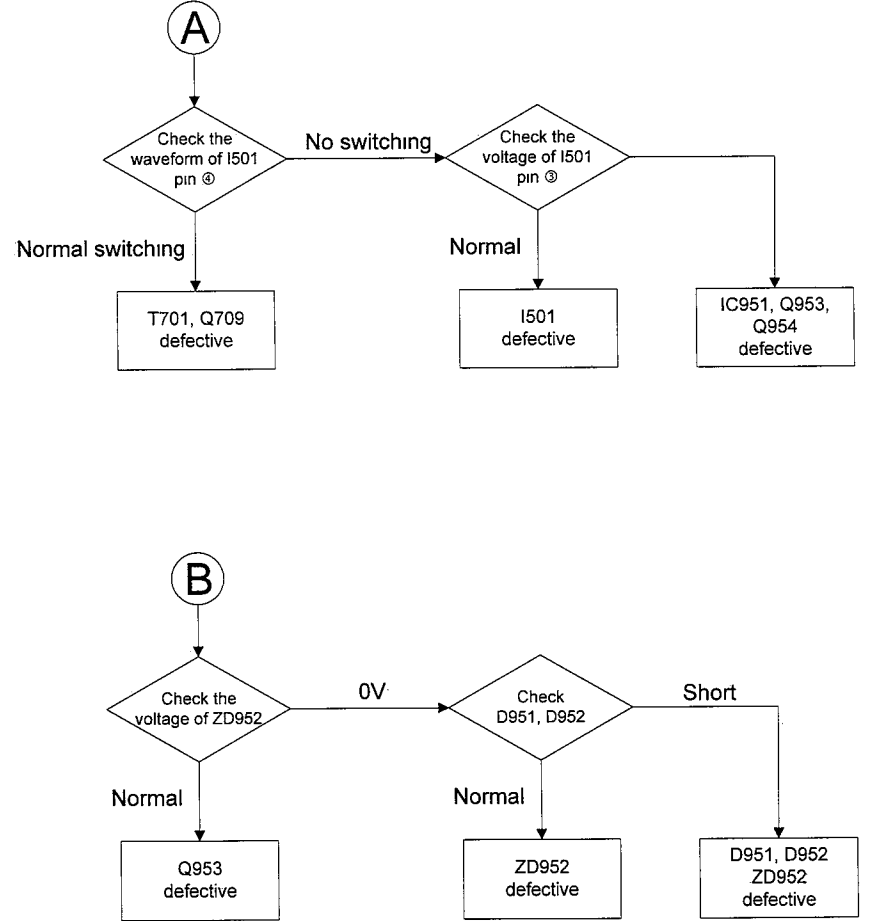 A
Check the
waveform of I501
pin ④
No switching
Check the
voltage of I501
pin ③
Normal switching
Normal
T701, Q709
defective
I501
defective
IC951, Q953,
Q954
defective
B
Check the
voltage of ZD952
0V
Check
D951, D952
Short
Normal
Normal
Q953
defective
ZD952
defective
D951, D952
ZD952
defective